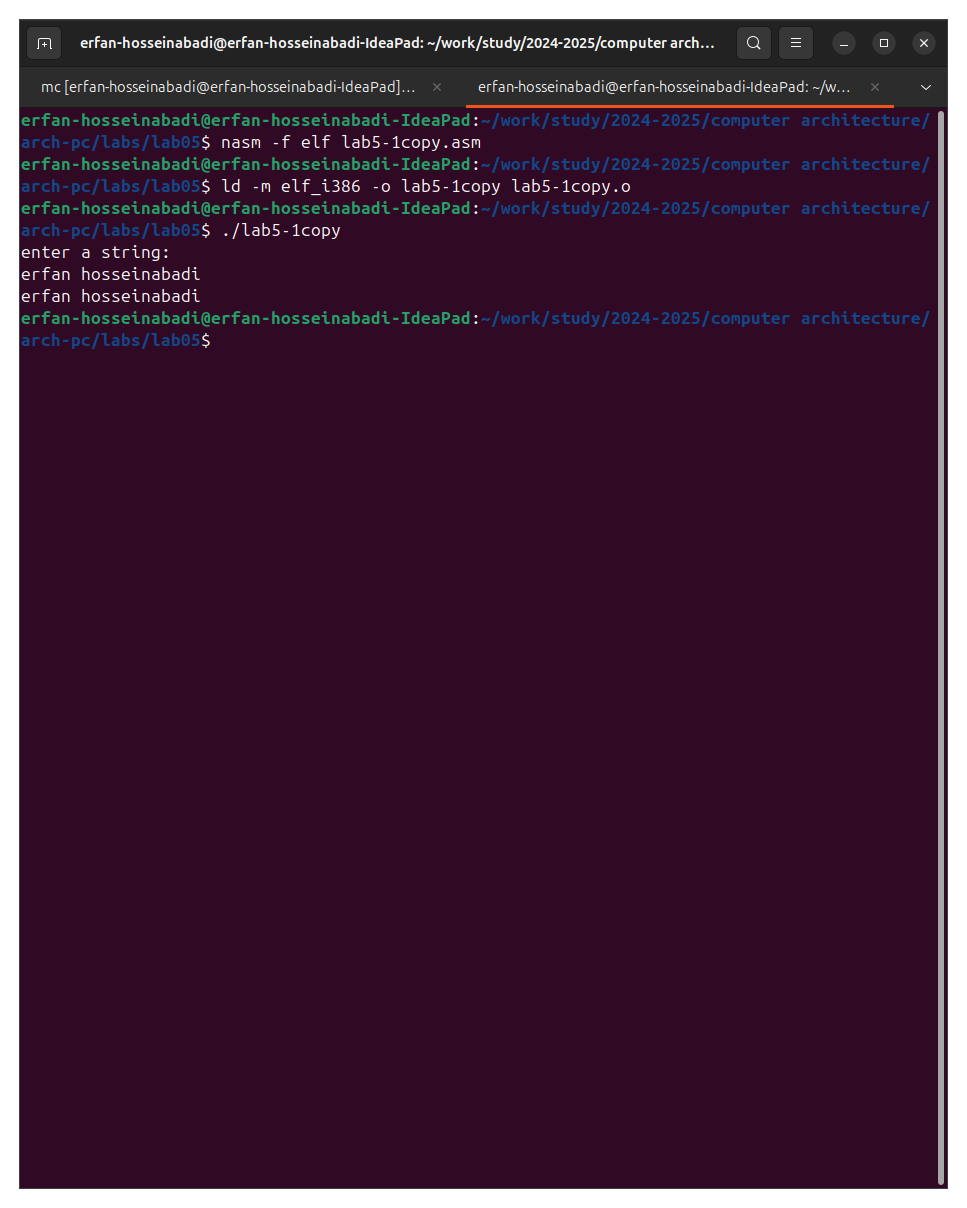 erfan-hosseinabadi@erfan-hosseinabadi-IdeaPad: ~/work/study/2024-2025/computer arch...
mc [erfan-hosseinabadi@erfan-hosseinabadi-IdeaPad]...
erfan-hosseinabadi@erfan-hosseinabadi-IdeaPad: ~/w...
erfan-hosseinabadi@erfan-hosseinabadi-IdeaPad:~/work/study/2024-2025/computer architecture/
arch-pc/labs/lab05$ nasm -f elf lab5-1copy.asm
erfan-hosseinabadi@erfan-hosseinabadi-IdeaPad:~/work/study/2024-2025/computer architecture/
arch-pc/labs/lab05$ ld -m elf_i386 -o lab5-1copy lab5-1copy.o
erfan-hosseinabadi@erfan-hosseinabadi-IdeaPad:~/work/study/2024-2025/computer architecture/
arch-pc/labs/lab05$ ./lab5-1copy
enter a string:
erfan hosseinabadi
erfan hosseinabadi
erfan-hosseinabadi@erfan-hosseinabadi-IdeaPad:~/work/study/2024-2025/computer architecture/
arch-pc/labs/lab05$